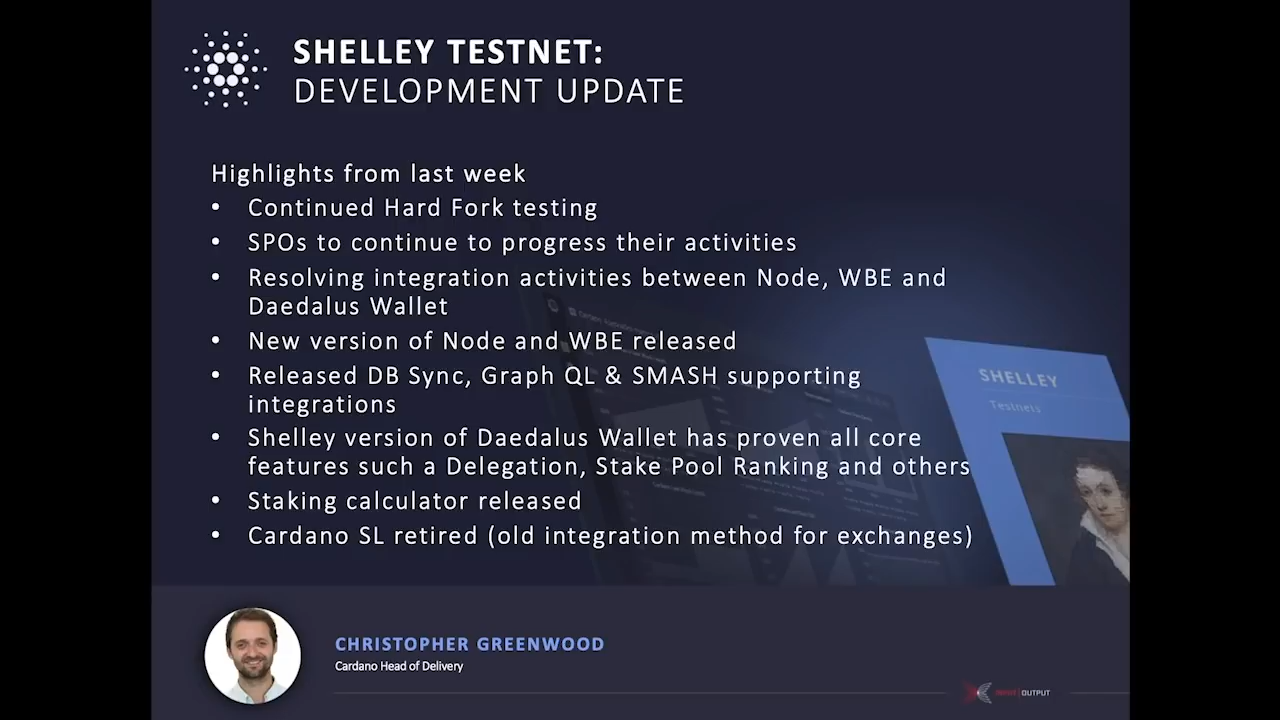 SHELLEY TESTNET:
DEVELOPMENT UPDATE
Highlights from last week
• Continued Hard Fork testing
• SPOs to continue to progress their activities
• Resolving integration activities between Node, WBE and
Daedalus Wallet
• New version of Node and WBE released
• Released DB Sync, Graph QL & SMASH supporting
integrations
• Shelley version of Daedalus Wallet has proven all core
features such a Delegation, Stake Pool Ranking and others
• Staking calculator released
• Cardano SL retired (old integration method for exchanges)
SHELLEY
Testnets
CHRISTOPHER GREENWOOD
Cardano Head of Delivery
INPUT | OUTPUT